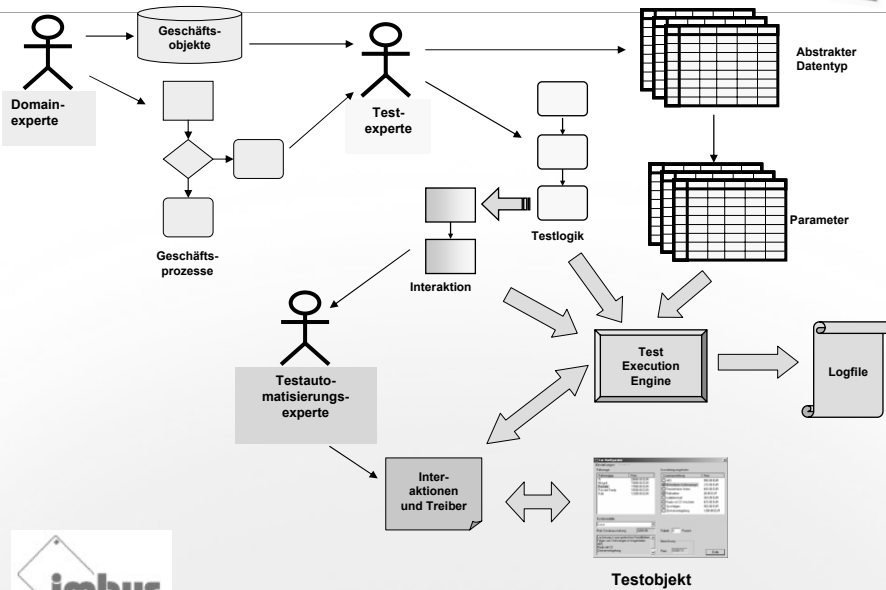 Geschäfts-
objekte
Abstrakter
Datentyp
Domain-
experte
Test-
experte
Geschäfts-
prozesse
Testlogik
Parameter
Interaktion
Test
Execution
Engine
Logfile
Testauto-
matisierungs-
experte
Inter-
aktionen
und Treiber
Testobjekt
imbus